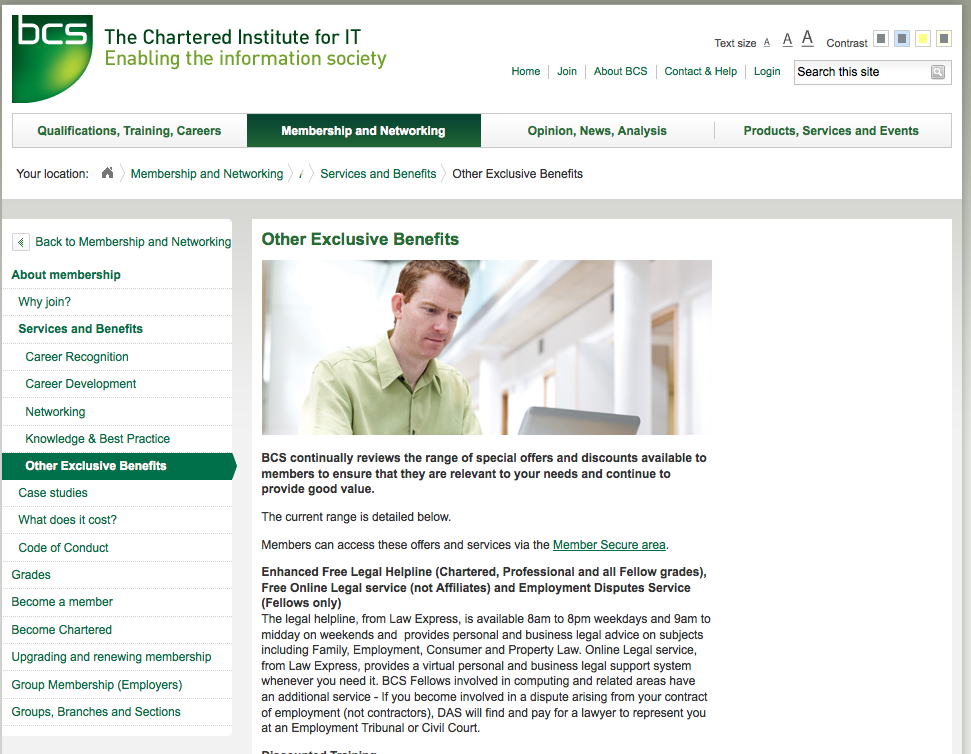 bcs
The Chartered Institute for IT
Enabling the information society
Text size A A A Contrast
Home Join About BCS Contact & Help Login Search this site
Qualifications, Training, Careers Membership and Networking Opinion, News, Analysis Products, Services and Events
Your location: Membership and Networking Services and Benefits Other Exclusive Benefits
Back to Membership and Networking
About membership
Why join?
Services and Benefits
Career Recognition
Career Development
Networking
Knowledge & Best Practice
Other Exclusive Benefits
Case studies
What does it cost?
Code of Conduct
Grades
Become a member
Become Chartered
Upgrading and renewing membership
Group Membership (Employers)
Groups, Branches and Sections
Other Exclusive Benefits
BCS continually reviews the range of special offers and discounts available to
members to ensure that they are relevant to your needs and continue to
provide good value.
The current range is detailed below.
Members can access these offers and services via the Member Secure area.
Enhanced Free Legal Helpline (Chartered, Professional and all Fellow grades),
Free Online Legal service (not Affiliates) and Employment Disputes Service
(Fellows only)
The legal helpline, from Law Express, is available 8am to 8pm weekdays and 9am to
midday on weekends and provides personal and business legal advice on subjects
including Family, Employment, Consumer and Property Law. Online Legal service,
from Law Express, provides a virtual personal and business legal support system
whenever you need it. BCS Fellows involved in computing and related areas have
an additional service - If you become involved in a dispute arising from your contract
of employment (not contractors), DAS will find and pay for a lawyer to represent you
at an Employment Tribunal or Civil Court.